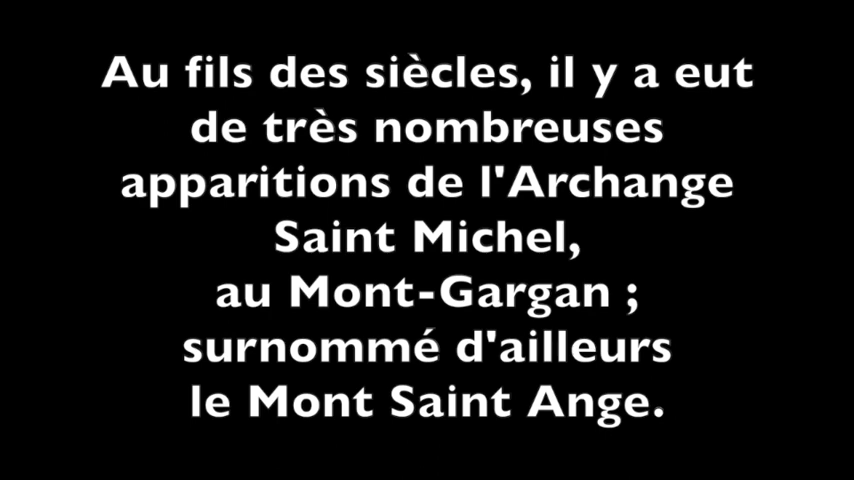 Au fils des siècles, il y a eut
de très nombreuses
apparitions de l'Archange
Saint Michel,
au Mont-Gargan ;
surnommé d'ailleurs
le Mont Saint Ange.